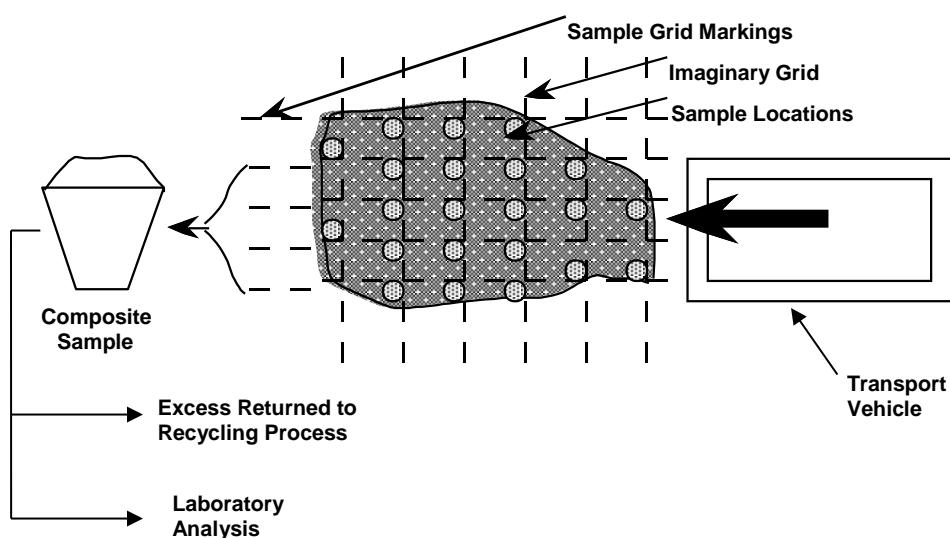 Sample Grid Markings
Imaginary Grid
Sample Locations
Composite
Sample
Transport
Vehicle
Excess Returned to
Recycling Process
Laboratory
Analysis